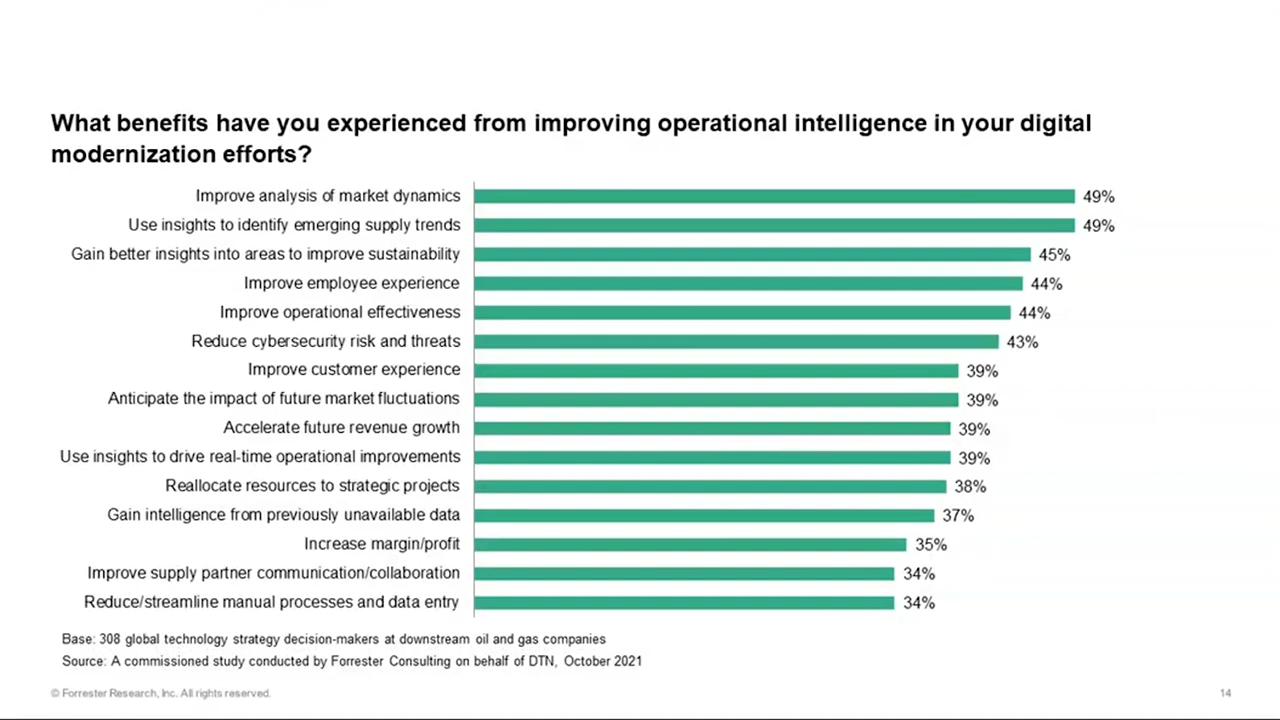 What benefits have you experienced from improving operational intelligence in your digital
modernization efforts?
Improve analysis of market dynamics 49%
Use insights to identify emerging supply trends 49%
Gain better insights into areas to improve sustainability 45%
Improve employee experience 44%
Improve operational effectiveness 44%
Reduce cybersecurity risk and threats 43%
Improve customer experience 39%
Anticipate the impact of future market fluctuations 39%
Accelerate future revenue growth 39%
Use insights to drive real-time operational improvements 39%
Reallocate resources to strategic projects 38%
Gain intelligence from previously unavailable data 37%
Increase margin/profit 35%
Improve supply partner communication/collaboration 34%
Reduce/streamline manual processes and data entry 34%
Base: 308 global technology strategy decision-makers at downstream oil and gas companies
Source: A commissioned study conducted by Forrester Consulting on behalf of DTN, October 2021
© Forrester Research, Inc. All rights reserved. 14